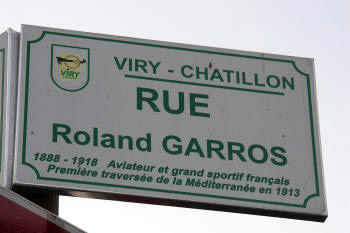 VIRY
VIRY - CHATILLON
RUE
Roland GARROS
1888 - 1918 Aviateur et grand sportif français
Première traversée de la Méditerranée en 1913